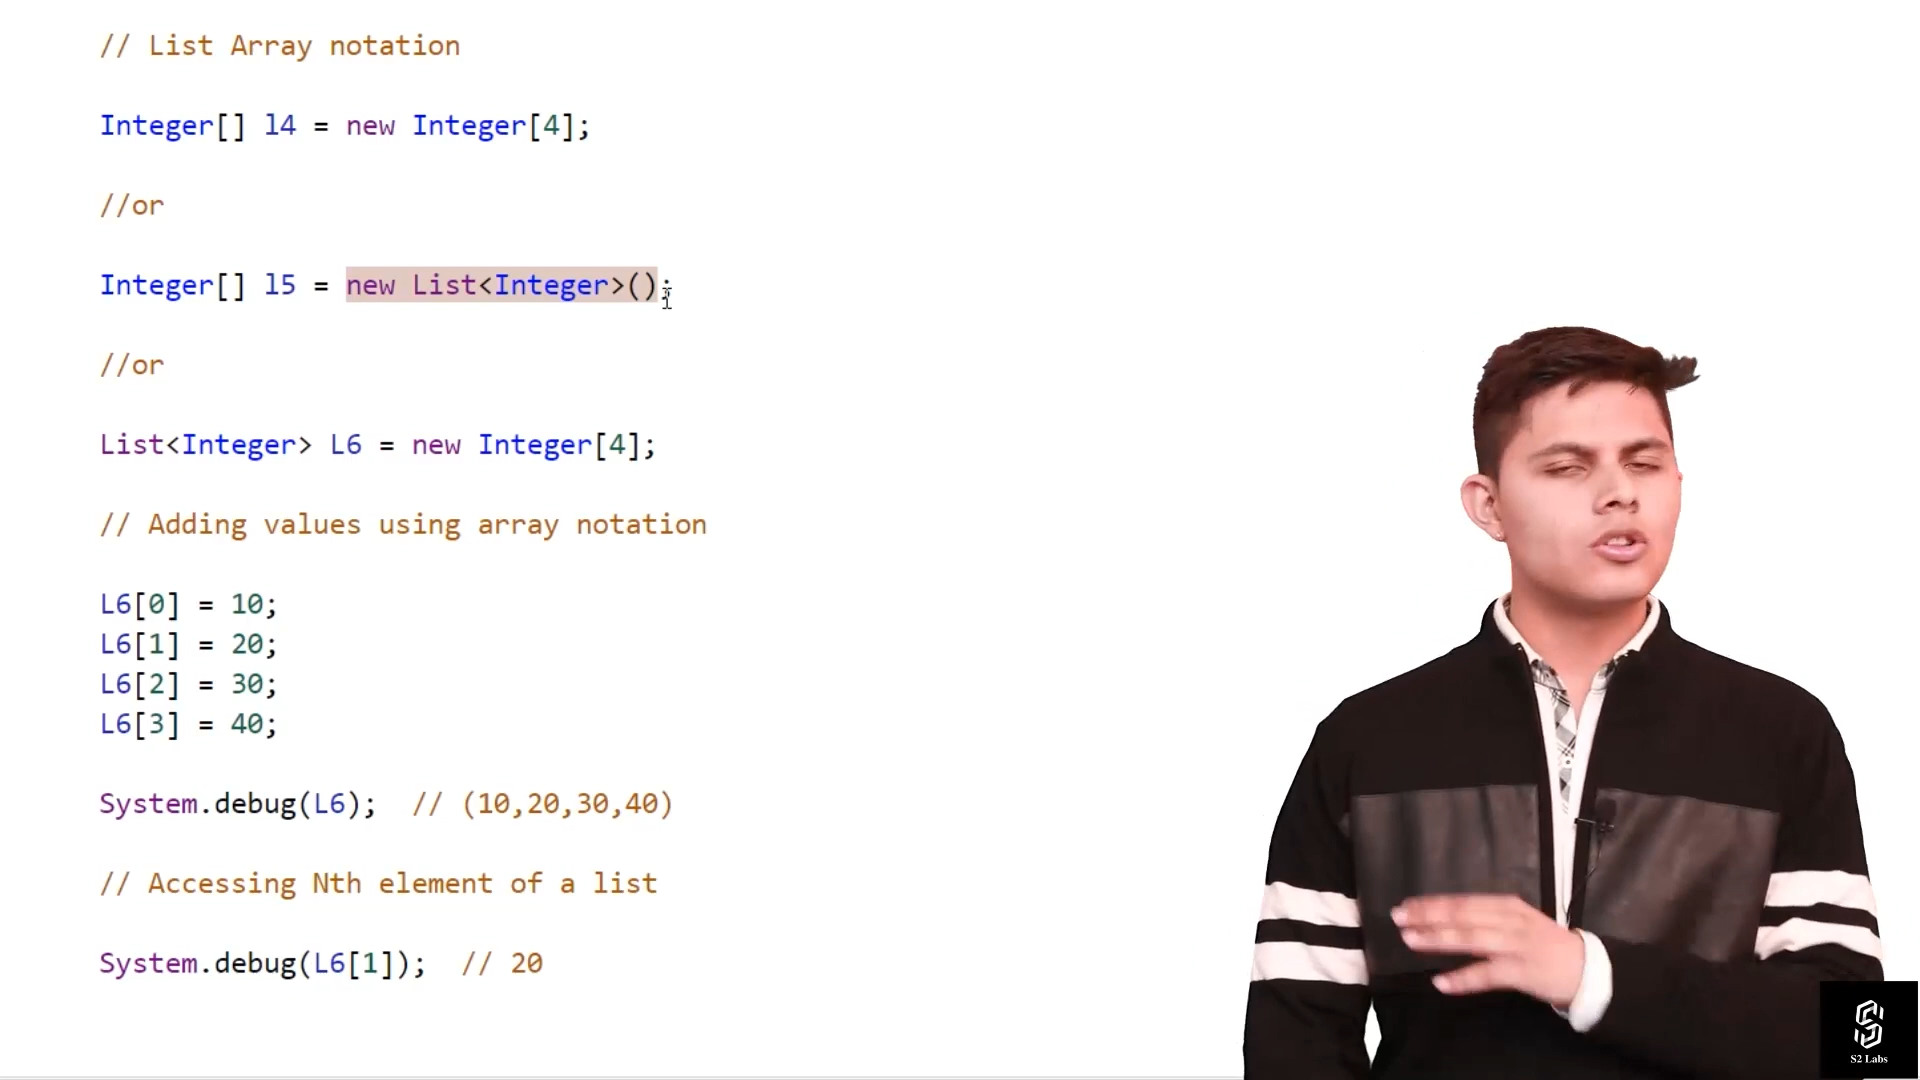 // List Array notation
Integer[] l4 = new Integer[4];
//or
Integer[] l5 = new List<Integer>();
//or
List<Integer> L6 = new Integer[4];
// Adding values using array notation
L6[0] = 10;
L6[1] = 20;
L6[2] = 30;
L6[3] = 40;
System.debug(L6);  // (10,20,30,40)
// Accessing Nth element of a list
System.debug(L6[1]);  // 20
S2 Labs